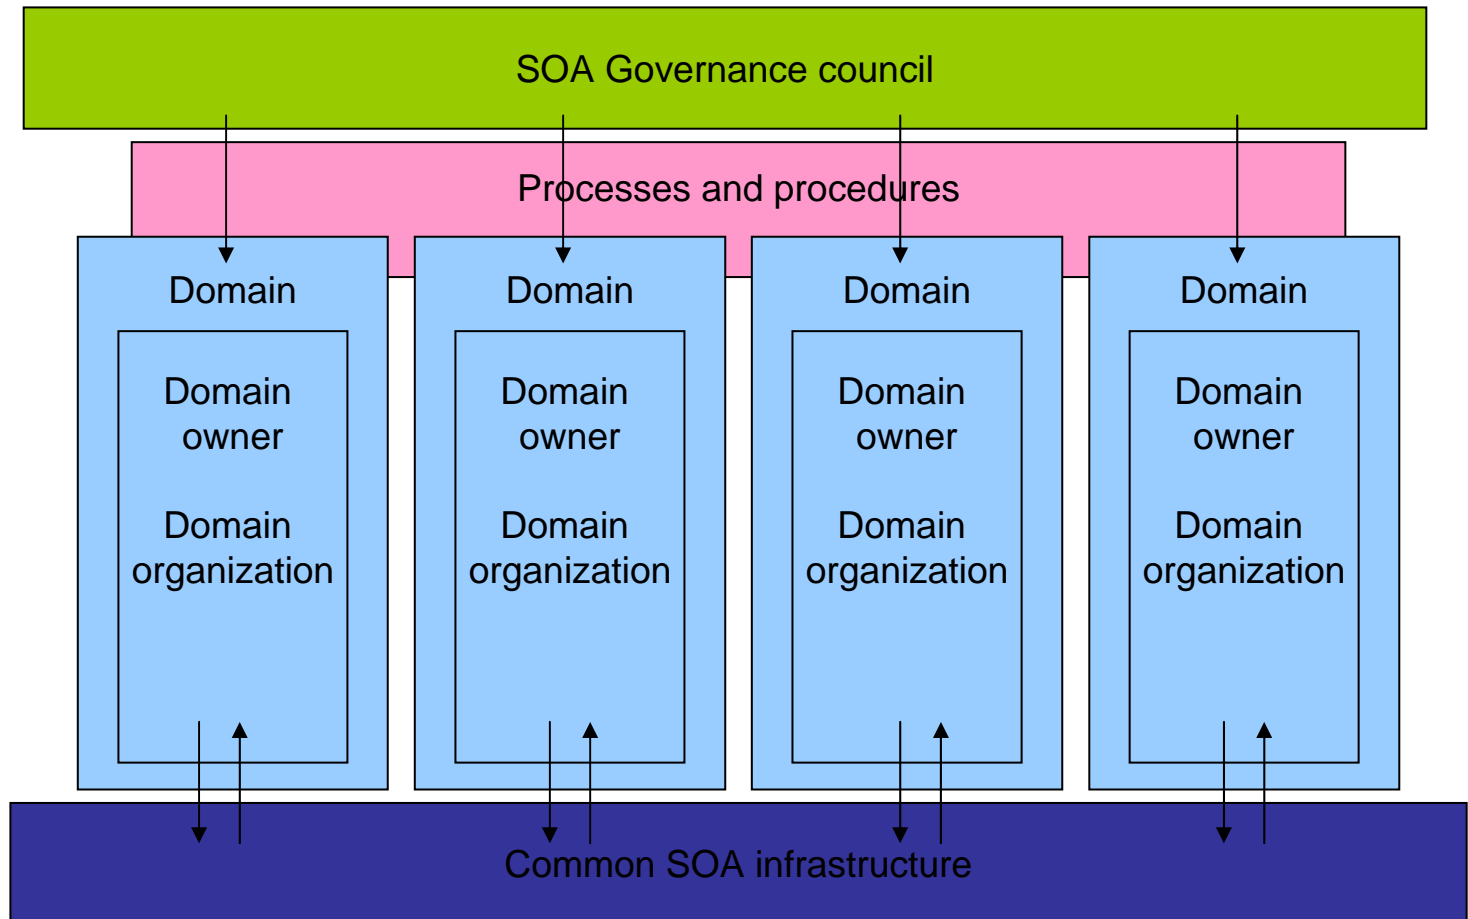 SOA Governance council
Processes and procedures
Domain
Domain
Domain
Domain
Domain
owner
Domain
organization
Domain
owner
Domain
organization
Domain
owner
Domain
organization
Domain
owner
Domain
organization
Common SOA infrastructure